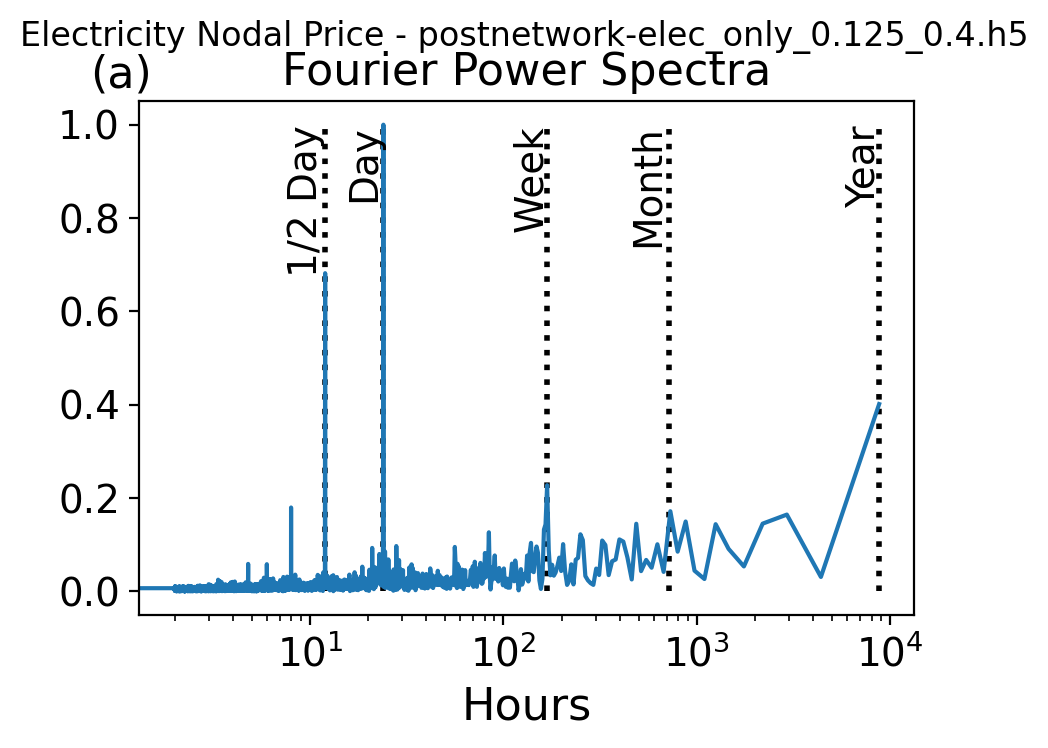 Electricity Nodal Price - postnetwork-elec_only_0.125_0.4.h5
(a)
Fourier Power Spectra
1.0
0.8
0.6
0.4
0.2
0.0
1/2 Day
Day
Week
Month
Year
10¹
10²
10³
10⁴
Hours